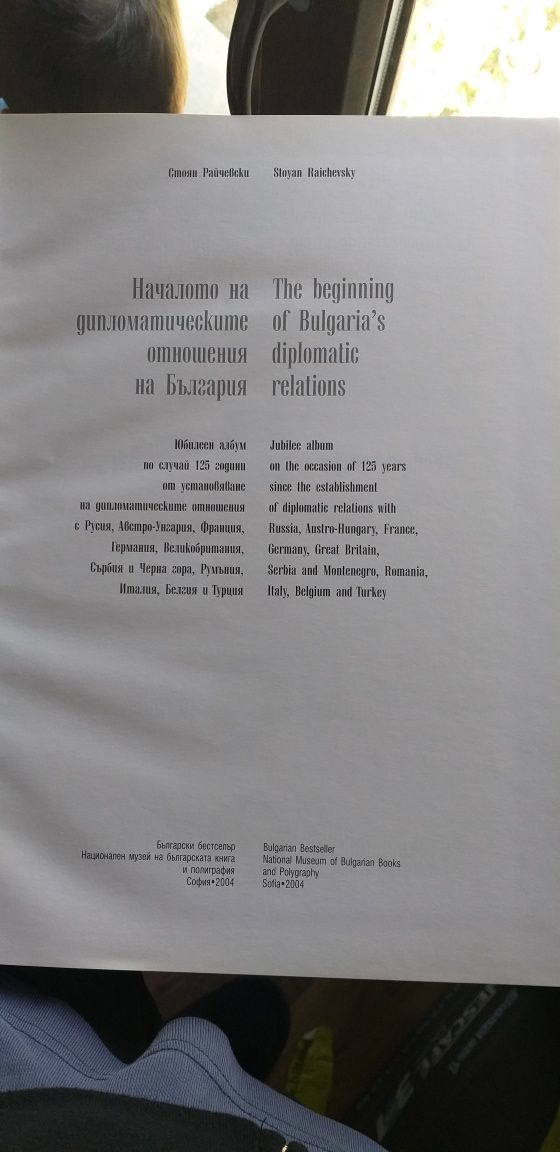 Стоян Райчевски
Stoyan Raichevsky
Началото на
дипломатическите
отношения
на България
The beginning
of Bulgaria's
diplomatic
relations
Юбилеен албум
по случай 125 години
от установяване
на дипломатическите отношения
с Русия, Австро-Унгария, Франция,
Германия, Великобритания,
Сърбия и Черна гора, Румъния,
Италия, Белгия и Турция
Jubilee album
on the occasion of 125 years
since the establishment
of diplomatic relations with
Russia, Austro-Hungary, France,
Germany, Great Britain,
Serbia and Montenegro, Romania,
Italy, Belgium and Turkey
Български бестселър
Национален музей на българската книга
и полиграфия
София•2004
Bulgarian Bestseller
National Museum of Bulgarian Books
and Polygraphy
Sofia•2004
NESCAFÉ